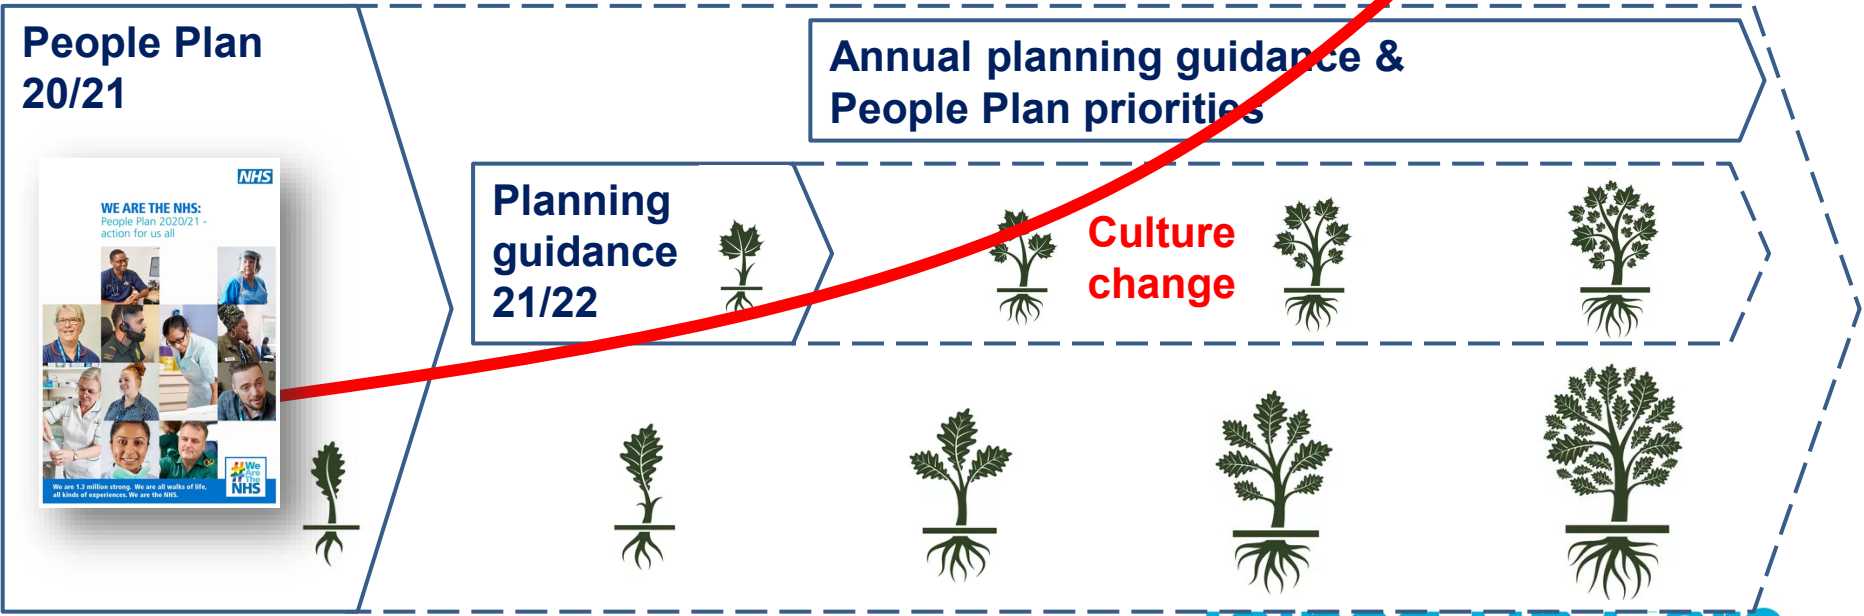 People Plan
20/21
NHS
WE ARE THE NHS:
People Plan 2020/21 -
action for us all
We are 1.3 million strong. We are all walks of life,
all kinds of experiences. We are the NHS.
#We
Are
The
NHS
Annual planning guidance &
People Plan priorities
Planning
guidance
21/22
Culture
change